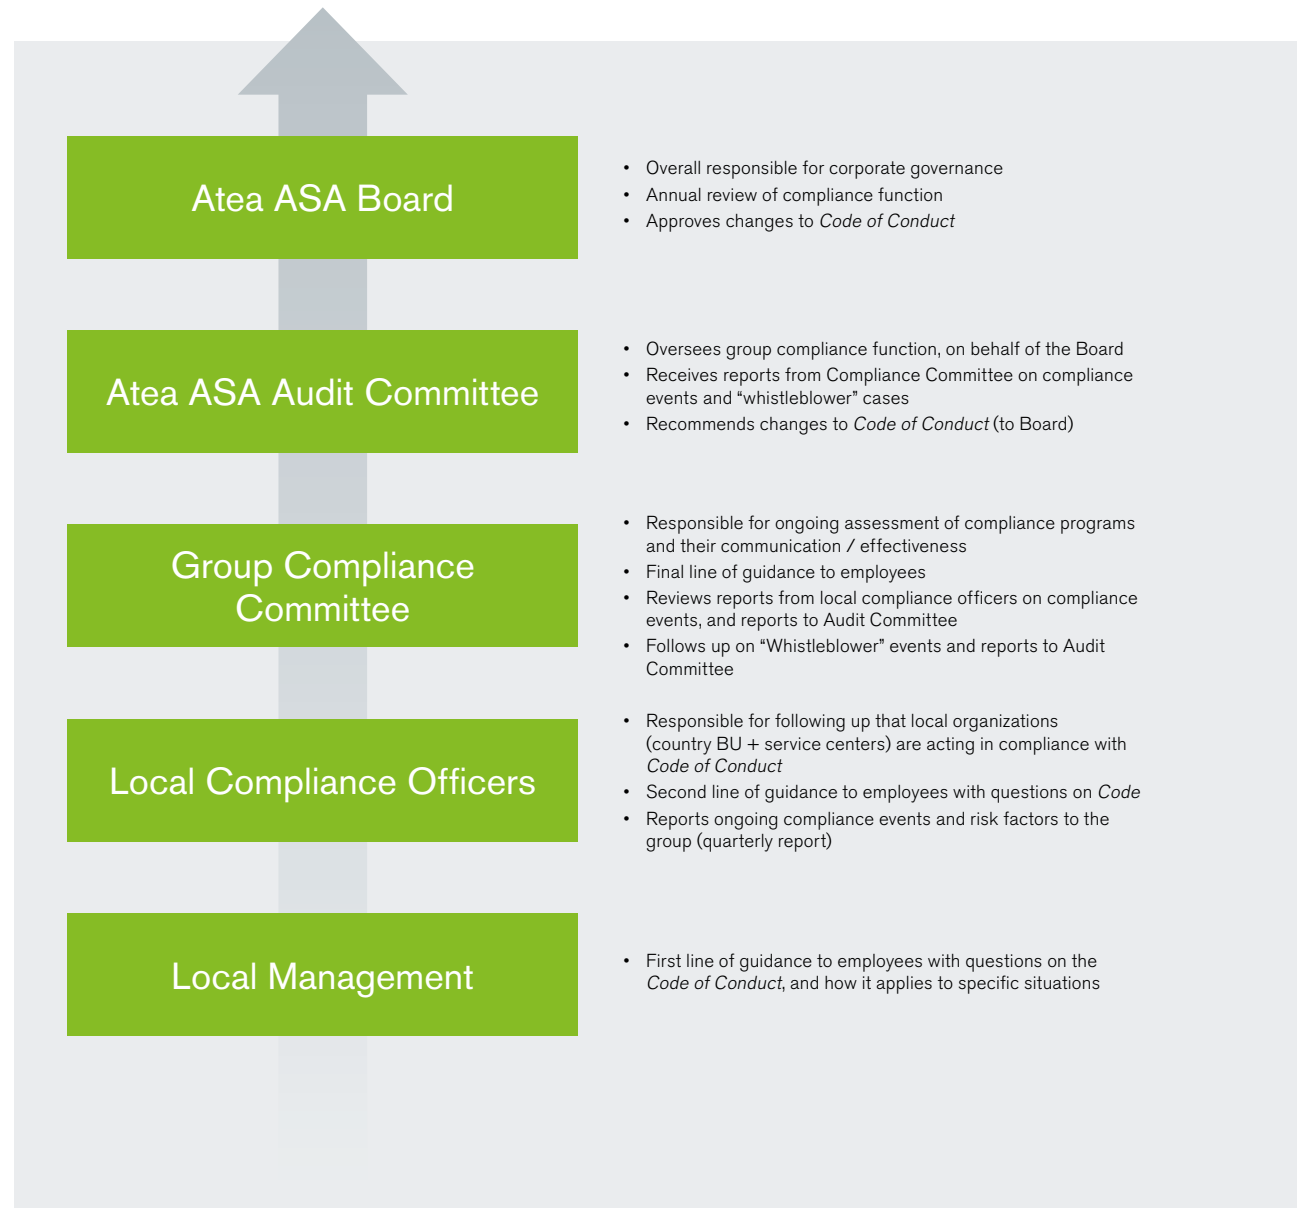 Atea ASA Board
• Overall responsible for corporate governance
• Annual review of compliance function
• Approves changes to Code of Conduct
Atea ASA Audit Committee
• Oversees group compliance function, on behalf of the Board
• Receives reports from Compliance Committee on compliance
events and “whistleblower” cases
• Recommends changes to Code of Conduct (to Board)
Group Compliance
Committee
• Responsible for ongoing assessment of compliance programs
and their communication / effectiveness
• Final line of guidance to employees
• Reviews reports from local compliance officers on compliance
events, and reports to Audit Committee
• Follows up on “Whistleblower” events and reports to Audit
Committee
Local Compliance Officers
• Responsible for following up that local organizations
(country BU + service centers) are acting in compliance with
Code of Conduct
• Second line of guidance to employees with questions on Code
• Reports ongoing compliance events and risk factors to the
group (quarterly report)
Local Management
• First line of guidance to employees with questions on the
Code of Conduct, and how it applies to specific situations